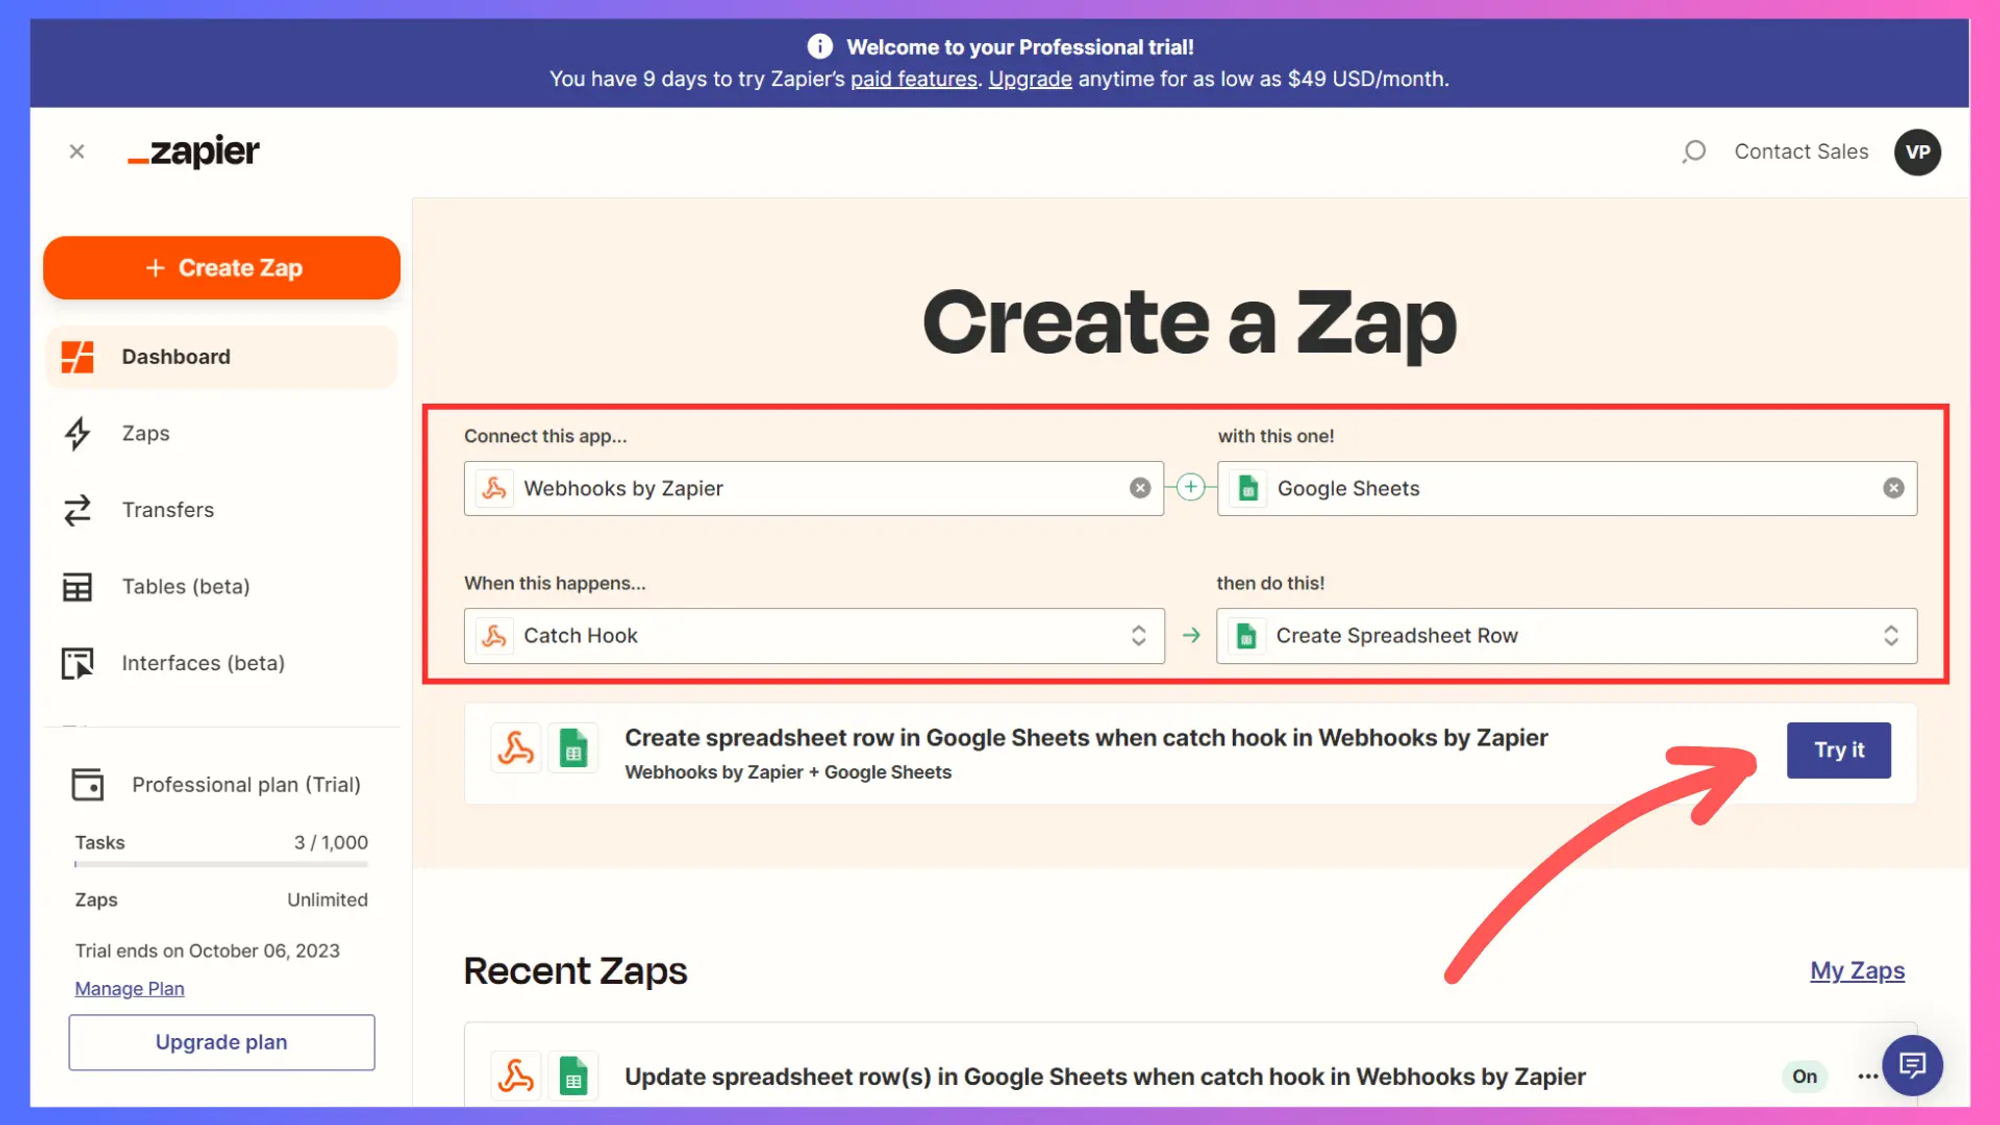 Welcome to your Professional trial!
You have 9 days to try Zapier's paid features. Upgrade anytime for as low as $49 USD/month.
zapier
Contact Sales
VP
+ Create Zap
Dashboard
Zaps
Transfers
Tables (beta)
Interfaces (beta)
Professional plan (Trial)
Tasks 3 / 1,000
Zaps Unlimited
Trial ends on October 06, 2023
Manage Plan
Upgrade plan
Create a Zap
Connect this app...
with this one!
Webhooks by Zapier
Google Sheets
When this happens...
then do this!
Catch Hook
Create Spreadsheet Row
Create spreadsheet row in Google Sheets when catch hook in Webhooks by Zapier
Webhooks by Zapier + Google Sheets
Try it
Recent Zaps
My Zaps
Update spreadsheet row(s) in Google Sheets when catch hook in Webhooks by Zapier
On